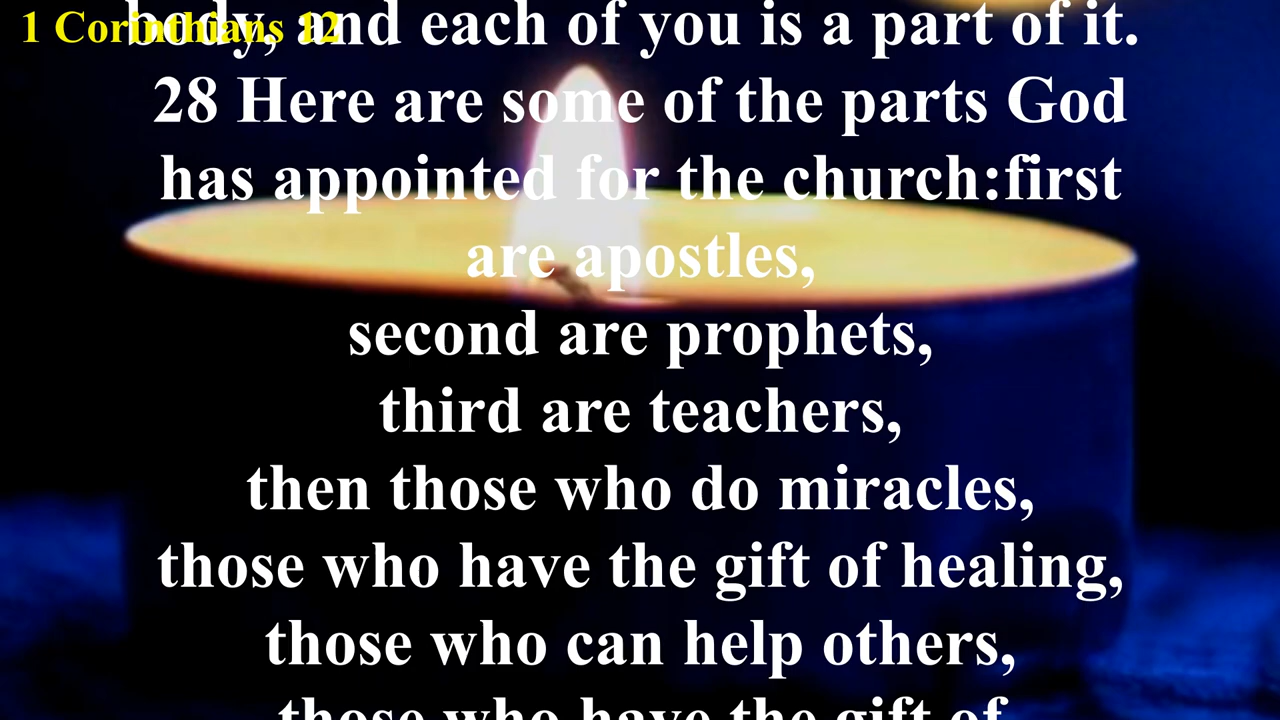 1 Corinthians 12
body, and each of you is a part of it.
28 Here are some of the parts God
has appointed for the church:first
are apostles,
second are prophets,
third are teachers,
then those who do miracles,
those who have the gift of healing,
those who can help others,
those who have the gift of